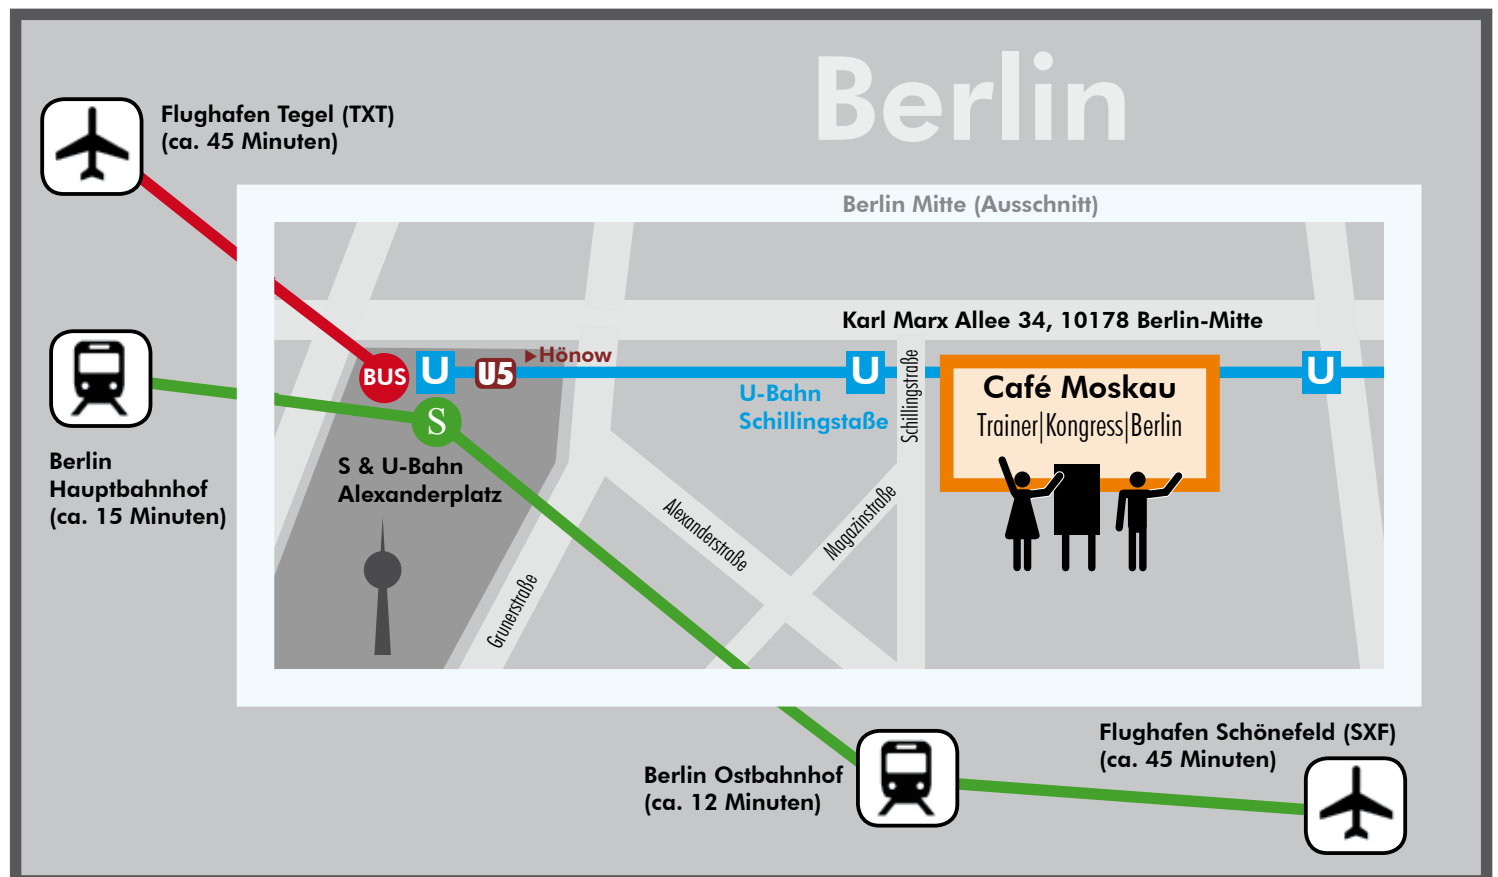 Berlin
Flughafen Tegel (TXT)
(ca. 45 Minuten)
Berlin Mitte (Ausschnitt)
Karl Marx Allee 34, 10178 Berlin-Mitte
BUS
U
U5
Hönow
U
U
U-Bahn
Schillingstaße
Schillingstraße
Café Moskau
Trainer|Kongress|Berlin
S
S & U-Bahn
Alexanderplatz
Berlin
Hauptbahnhof
(ca. 15 Minuten)
Alexanderstraße
Magazinstraße
Grunerstraße
Flughafen Schönefeld (SXF)
(ca. 45 Minuten)
Berlin Ostbahnhof
(ca. 12 Minuten)